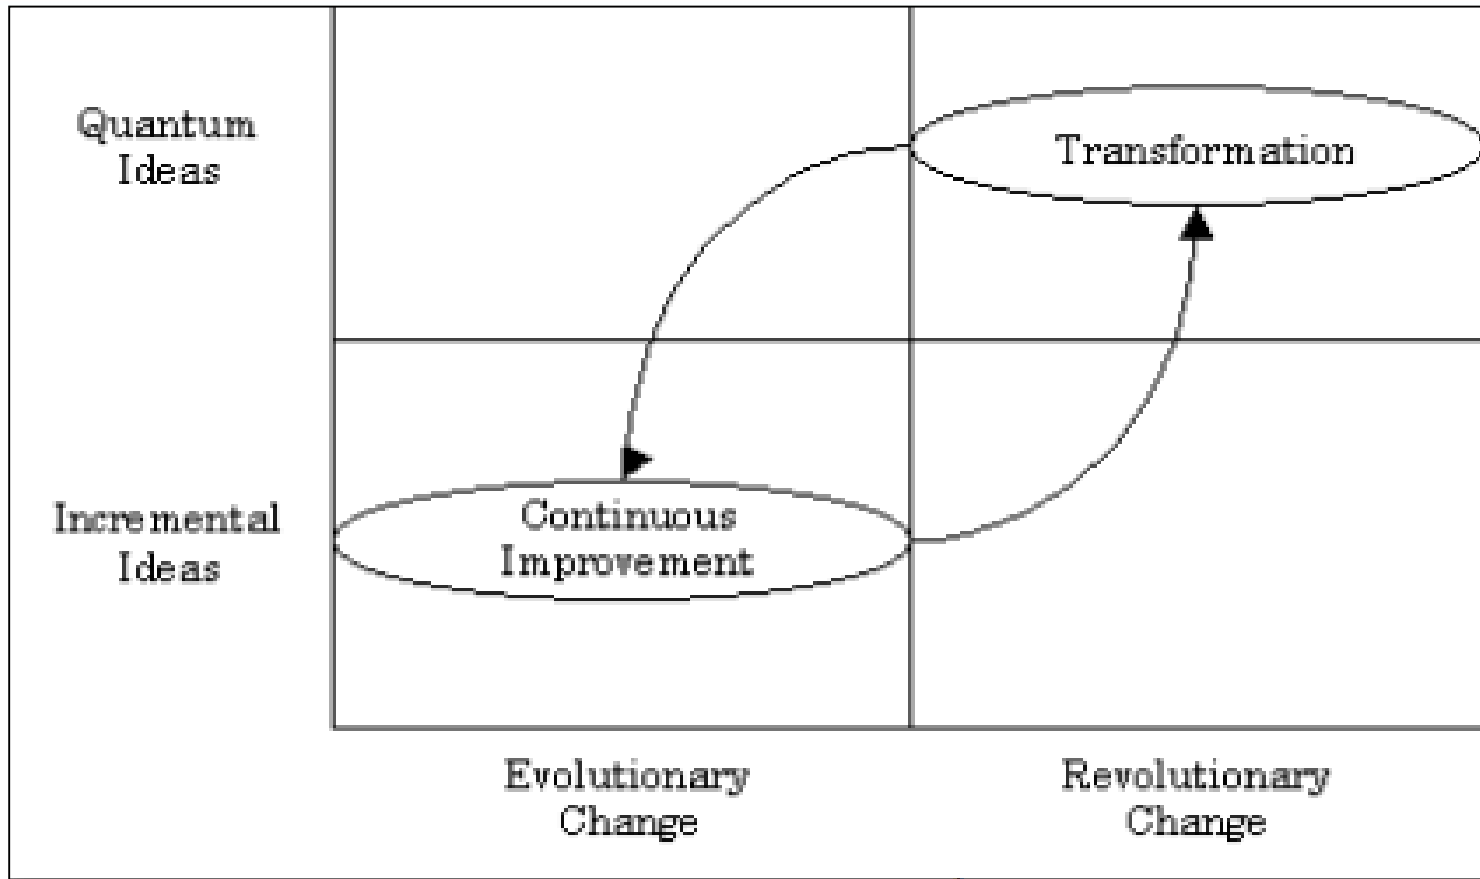 Quantum
Ideas
Transformation
Incremental
Ideas
Continuous
Improvement
Evolutionary
Change
Revolutionary
Change